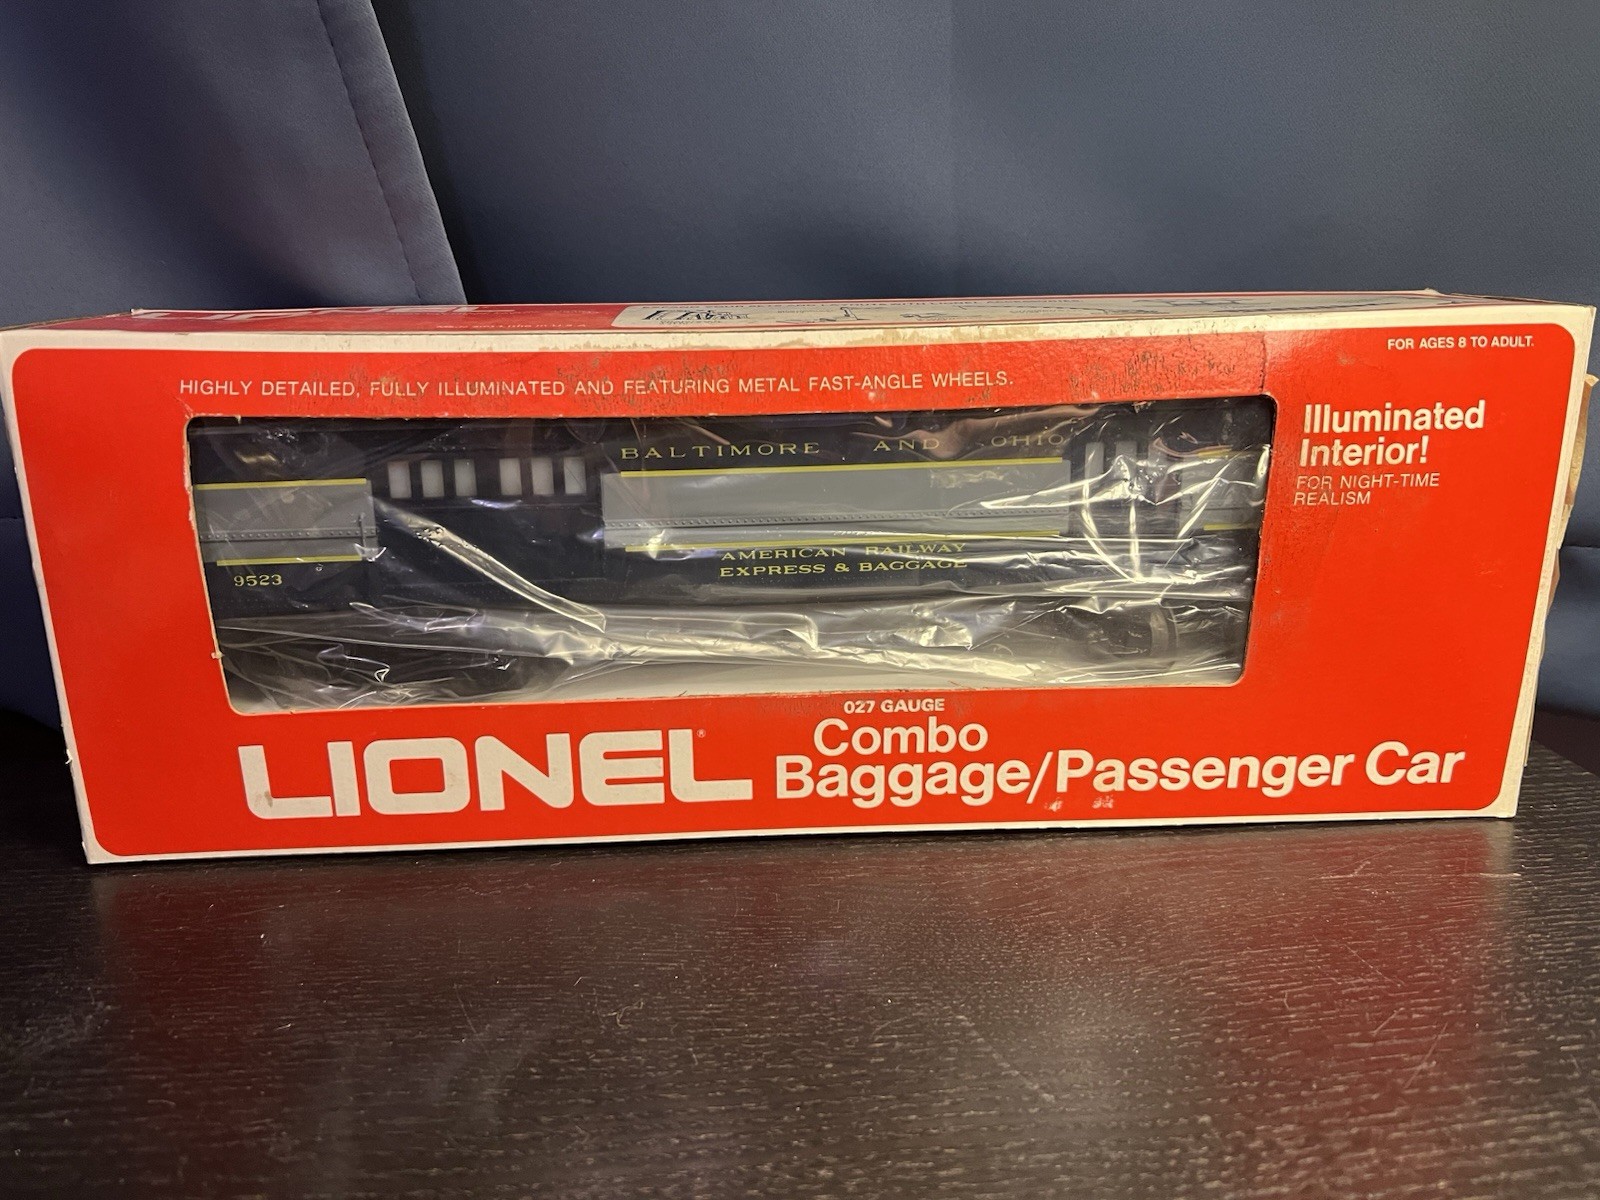 LIONEL
FOR AGES 8 TO ADULT.
HIGHLY DETAILED, FULLY ILLUMINATED AND FEATURING METAL FAST-ANGLE WHEELS.
Illuminated
Interior!
FOR NIGHT-TIME
REALISM
BALTIMORE AND OHIO
AMERICAN RAILWAY
EXPRESS & BAGGAGE
9523
027 GAUGE
LIONEL®
Combo
Baggage/Passenger Car